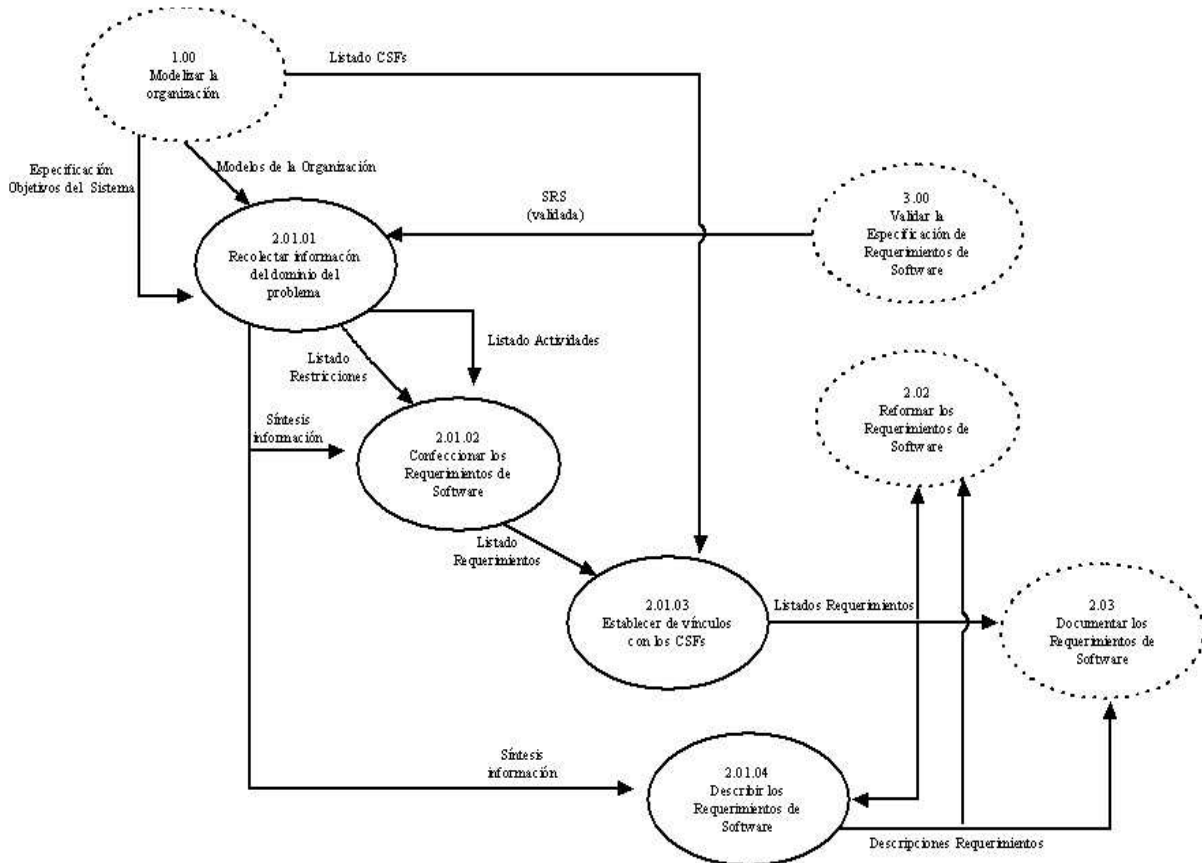 1.00
Modelizar la
organización
Listado CSFs
Especificación
Objetivos del Sistema
Modelos de la Organización
SRS
(validada)
3.00
Validar la
Especificación de
Requerimientos de
Software
2.01.01
Recolectar informacón
del dominio del
problema
Listado Actividades
Listado
Restricciones
2.02
Reformar los
Requerimientos de
Software
Síntesis
información
2.01.02
Confeccionar los
Requerimientos de
Software
Listado
Requerimientos
2.01.03
Establecer de vínculos
con los CSFs
Listados Requerimientos
2.03
Documentar los
Requerimientos de
Software
Síntesis
información
2.01.04
Describir los
Requerimientos de
Software
Descripciones Requerimientos